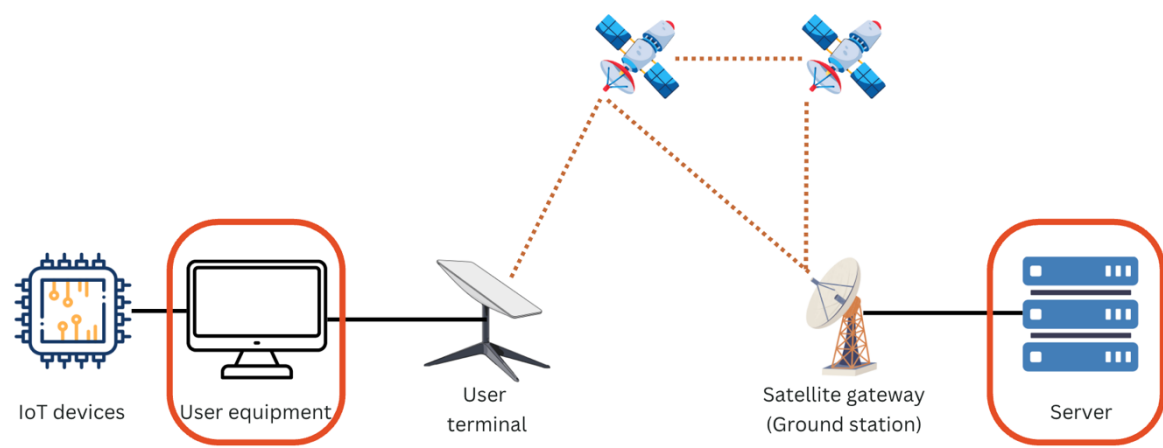 IoT devices
User equipment
User
terminal
Satellite gateway
(Ground station)
Server